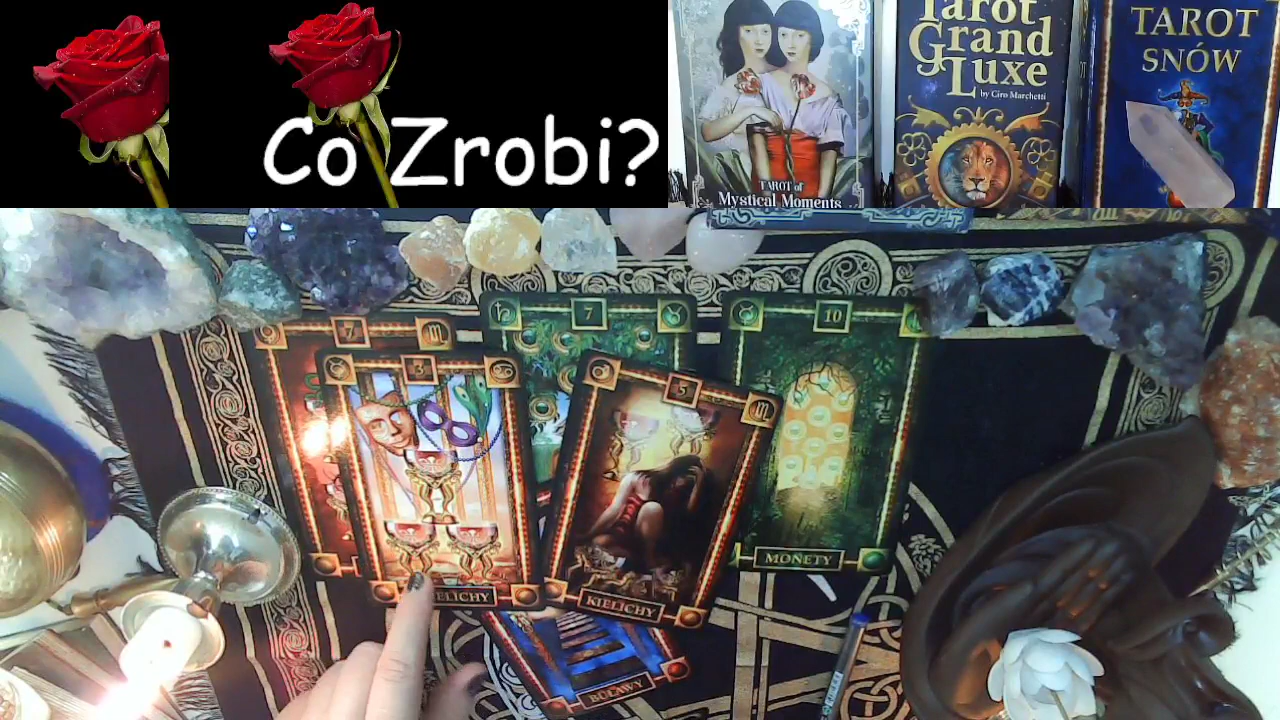 Co Zrobi?
TAROT of
Mystical Moments
Tarot
Grand
Luxe
by Ciro Marchetti
TAROT
SNÓW
7
3
7
5
10
KIELICHY
MONETY
BUŁAWY